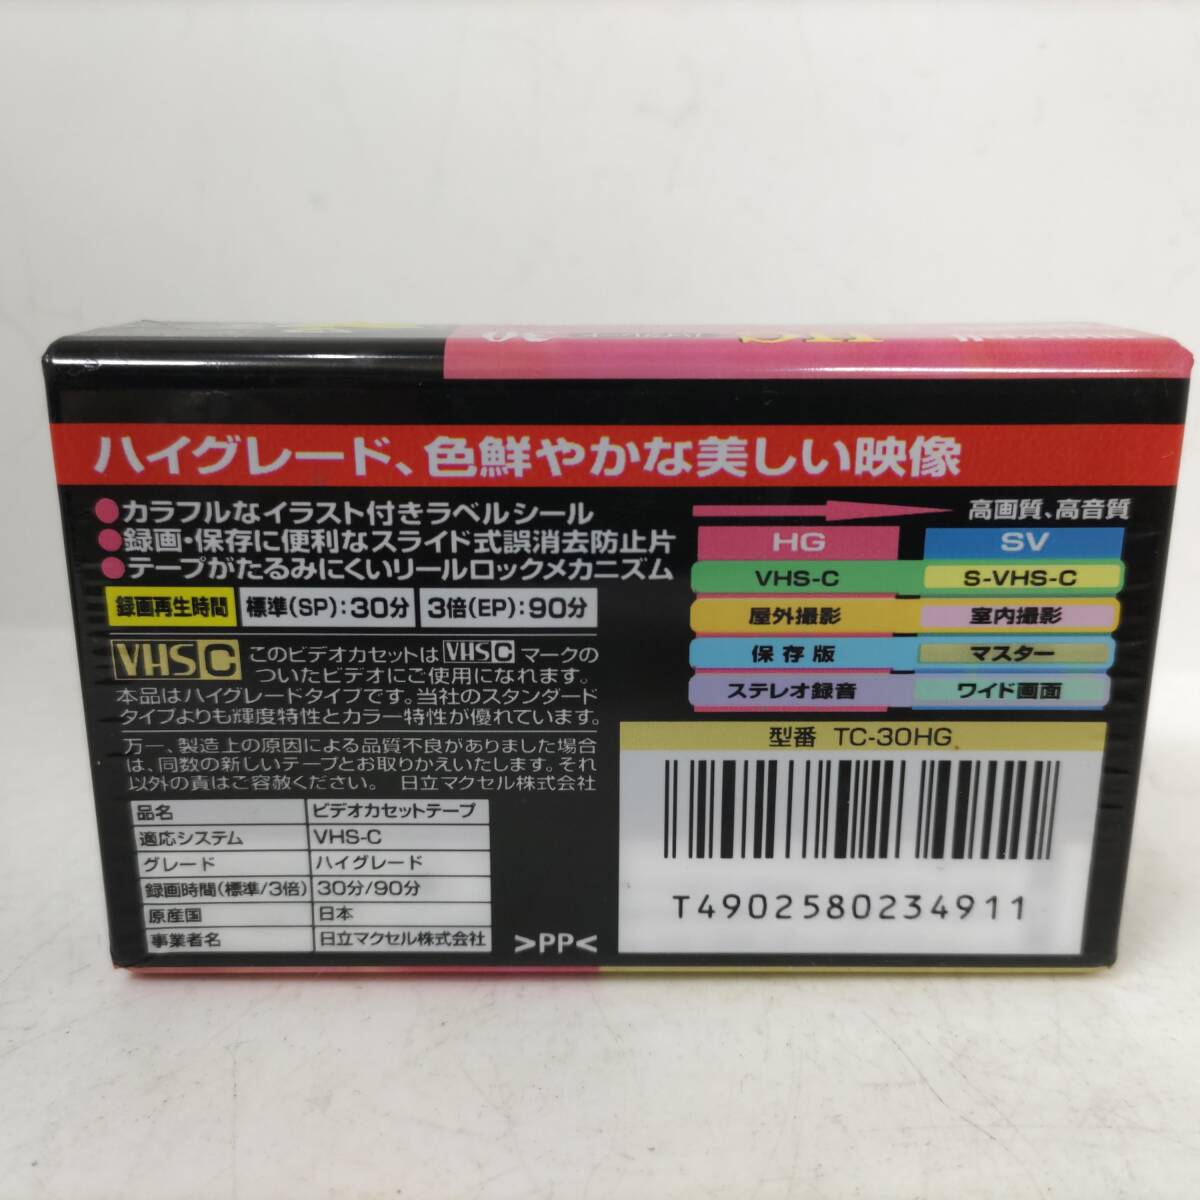 ハイグレード、色鮮やかな美しい映像
●カラフルなイラスト付きラベルシール
●録画・保存に便利なスライド式誤消去防止片
●テープがたるみにくいリールロックメカニズム
録画再生時間 標準(SP):30分 3倍(EP):90分
VHSC このビデオカセットは VHSC マークの
ついたビデオにご使用になれます。
本品はハイグレードタイプです。当社のスタンダード
タイプよりも輝度特性とカラー特性が優れています。
万一、製造上の原因による品質不良がありました場合
は、同数の新しいテープとお取りかえいたします。それ
以外の責はご容赦ください。 日立マクセル株式会社
品名 ビデオカセットテープ
適応システム VHS-C
グレード ハイグレード
録画時間(標準/3倍) 30分/90分
原産国 日本
事業者名 日立マクセル株式会社
>PP<
高画質、高音質
HG SV
VHS-C S-VHS-C
屋外撮影 室内撮影
保存版 マスター
ステレオ録音 ワイド画面
型番 TC-30HG
T4902580234911